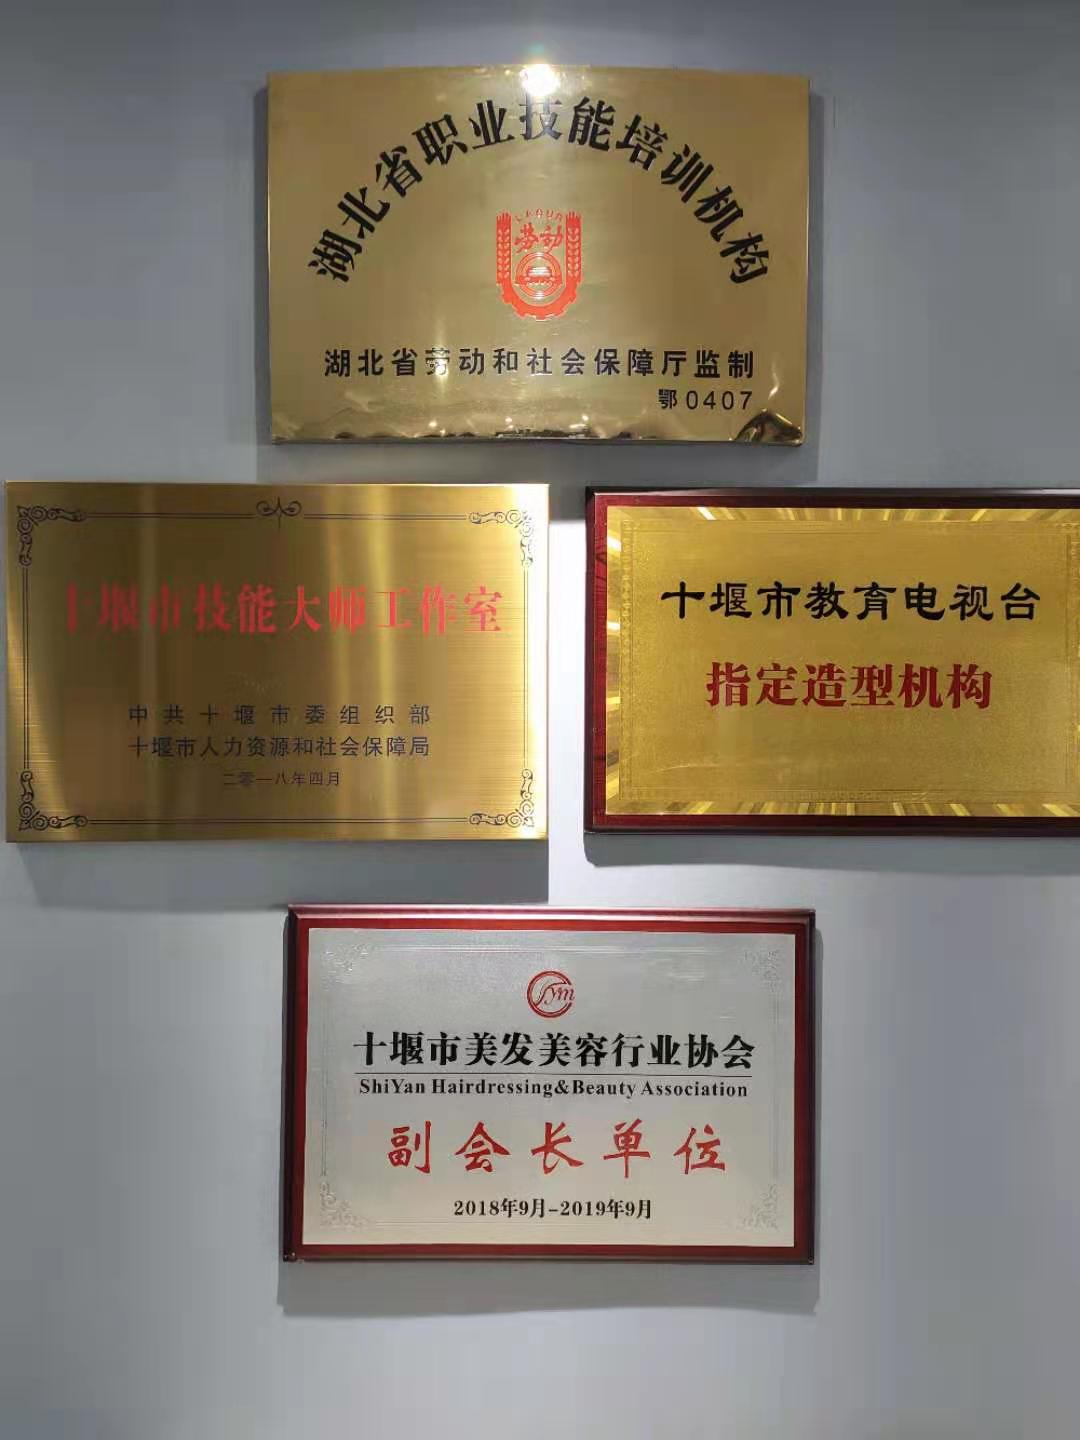 湖北省职业技能培训机构
LABOUR
劳动
湖北省劳动和社会保障厅监制
鄂0407
十堰市技能大师工作室
中共十堰市委组织部
十堰市人力资源和社会保障局
二零一八年四月
十堰市教育电视台
指定造型机构
ym
十堰市美发美容行业协会
ShiYan Hairdressing&Beauty Association
副会长单位
2018年9月-2019年9月